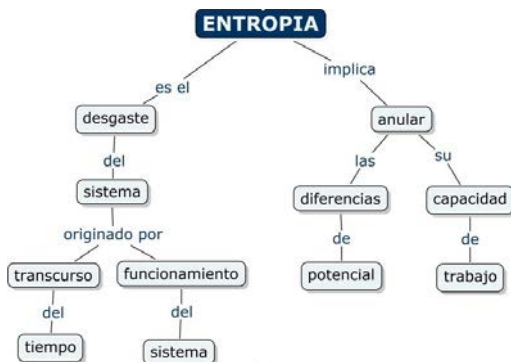 ENTROPIA
es el
implica
desgaste
anular
del
las
su
sistema
diferencias
capacidad
originado por
de
de
transcurso
funcionamiento
potencial
trabajo
del
del
tiempo
sistema